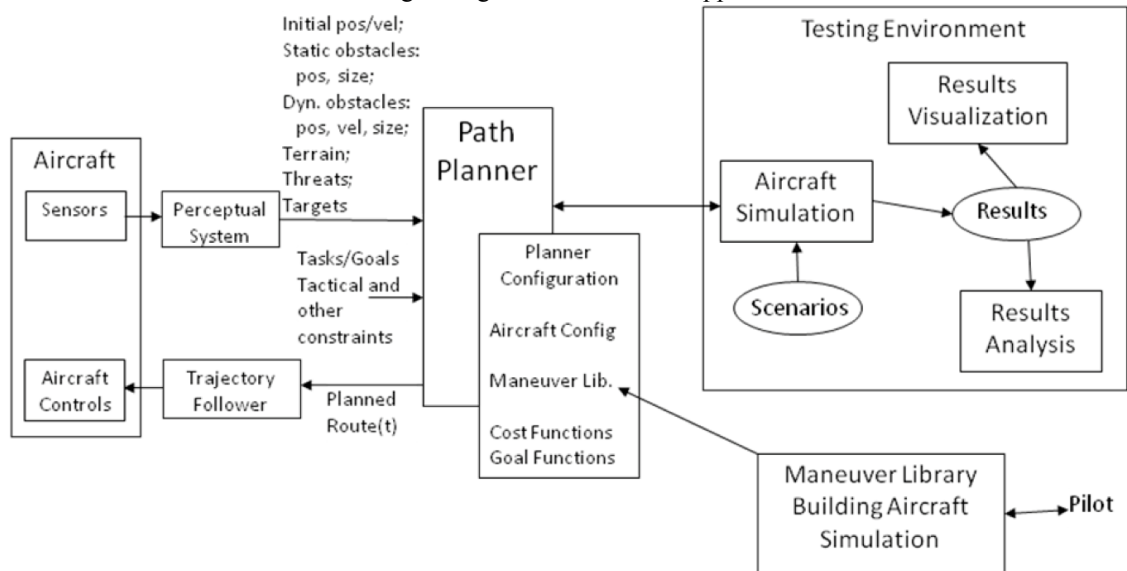 Initial pos/vel;
Static obstacles:
pos, size;
Dyn. obstacles:
pos, vel, size;
Terrain;
Threats;
Targets
Aircraft
Sensors
Perceptual
System
Tasks/Goals
Tactical and
other
constraints
Aircraft
Controls
Trajectory
Follower
Planned
Route(t)
Path
Planner
Planner
Configuration
Aircraft Config
Maneuver Lib.
Cost Functions
Goal Functions
Testing Environment
Results
Visualization
Aircraft
Simulation
Results
Scenarios
Results
Analysis
Maneuver Library
Building Aircraft
Simulation
Pilot